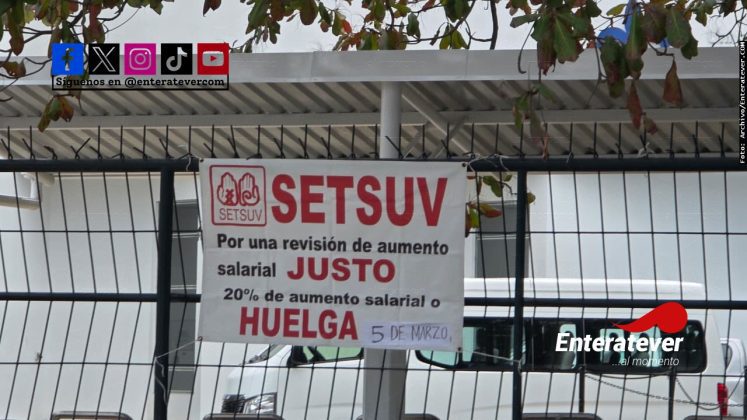 Síguenos en @enteratevercom
Foto: Archivo/Enteratever.com
SETSUV
SETSUV
Por una revisión de aumento
salarial JUSTO
20% de aumento salarial o
HUELGA 5 DE MARZO
Enteratever
...al momento